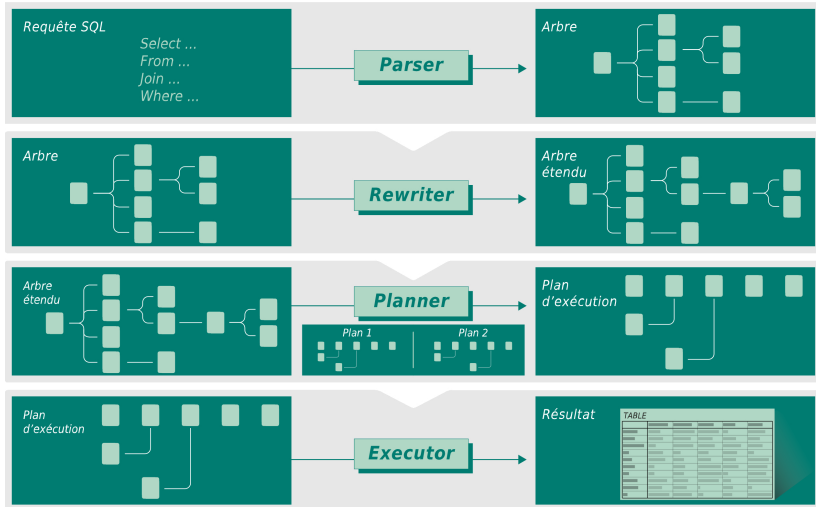 Requête SQL
Select ...
From ...
Join ...
Where ...
Parser
Arbre
Arbre
Rewriter
Arbre
étendu
Arbre
étendu
Planner
Plan 1
Plan 2
Plan
d'exécution
Plan
d'exécution
Executor
Résultat
TABLE